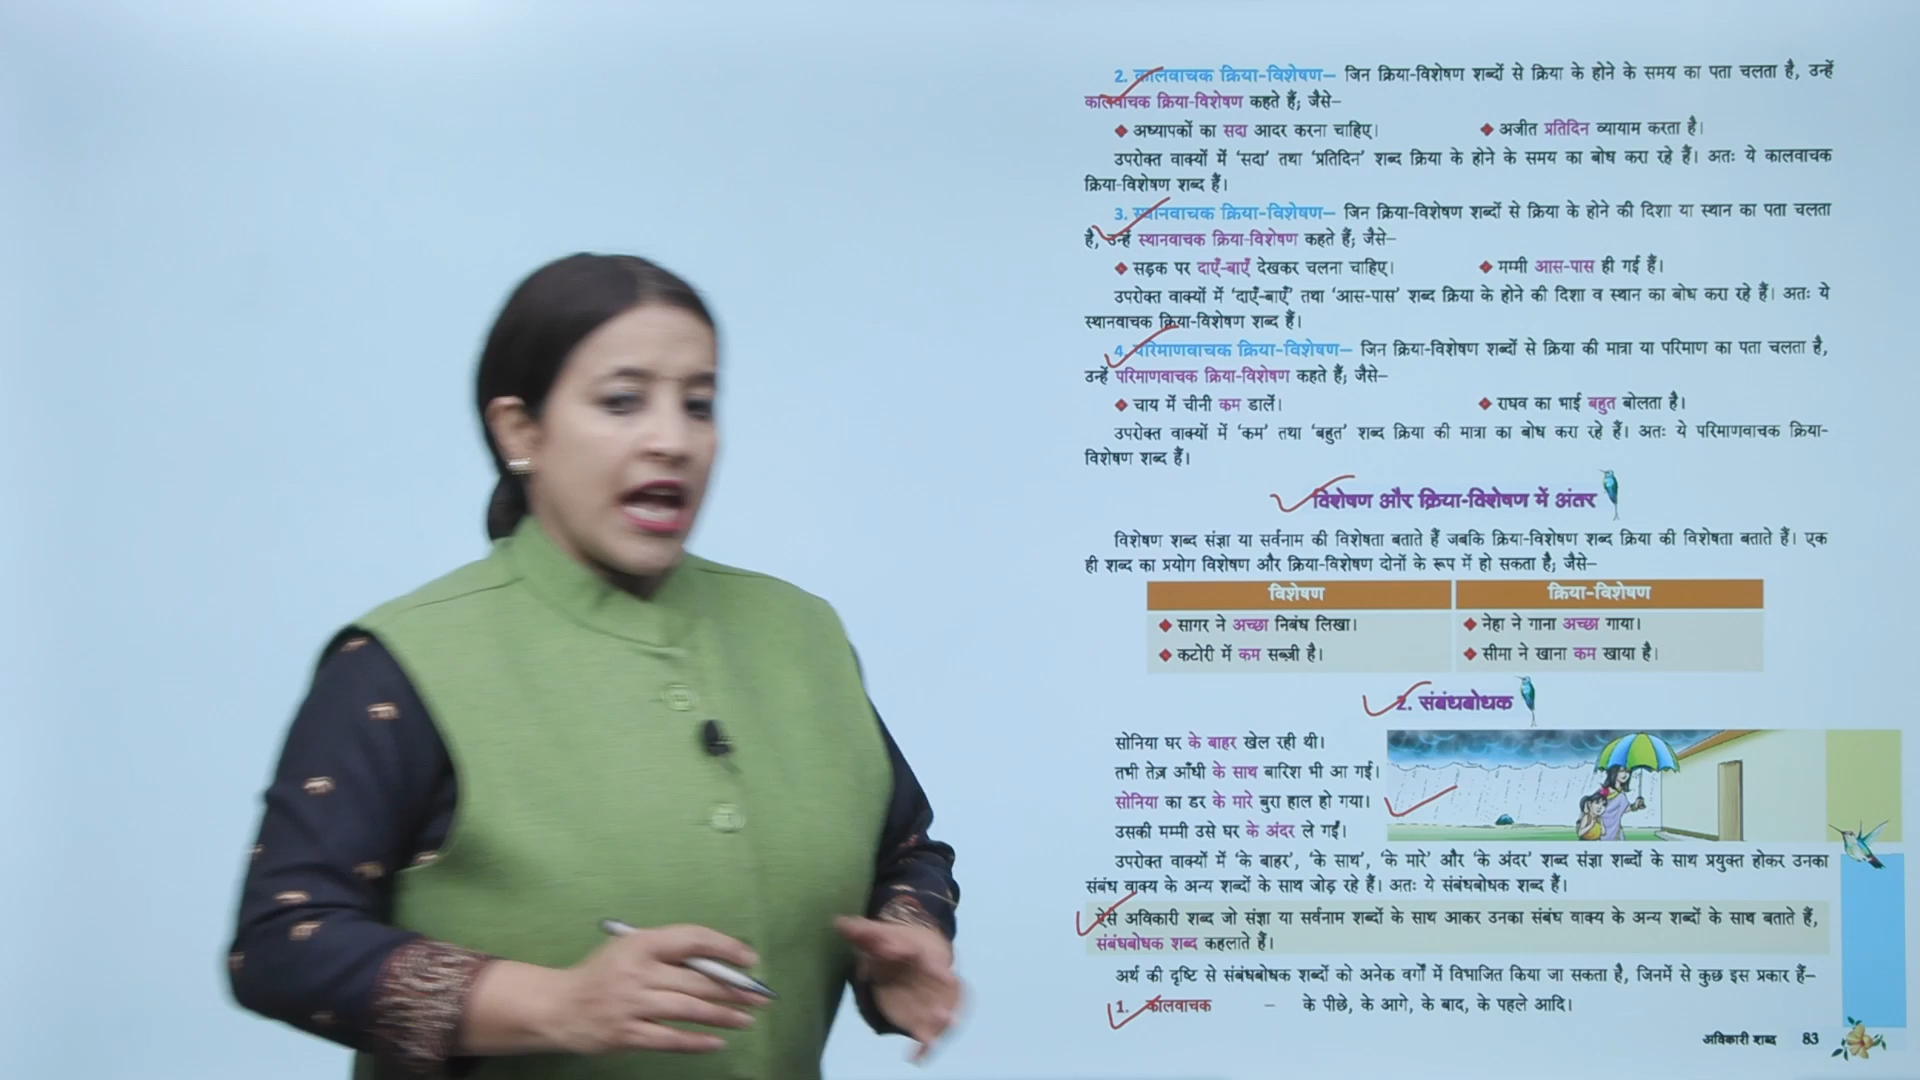 2. कालवाचक क्रिया-विशेषण– जिन क्रिया-विशेषण शब्दों से क्रिया के होने के समय का पता चलता है, उन्हें
कालवाचक क्रिया-विशेषण कहते हैं; जैसे–
❖ अध्यापकों का सदा आदर करना चाहिए। ❖ अजीत प्रतिदिन व्यायाम करता है।
उपरोक्त वाक्यों में ‘सदा’ तथा ‘प्रतिदिन’ शब्द क्रिया के होने के समय का बोध करा रहे हैं। अतः ये कालवाचक
क्रिया-विशेषण शब्द हैं।
3. स्थानवाचक क्रिया-विशेषण– जिन क्रिया-विशेषण शब्दों से क्रिया के होने की दिशा या स्थान का पता चलता
है, उन्हें स्थानवाचक क्रिया-विशेषण कहते हैं; जैसे–
❖ सड़क पर दाएँ-बाएँ देखकर चलना चाहिए। ❖ मम्मी आस-पास ही गई हैं।
उपरोक्त वाक्यों में ‘दाएँ-बाएँ’ तथा ‘आस-पास’ शब्द क्रिया के होने की दिशा व स्थान का बोध करा रहे हैं। अतः ये
स्थानवाचक क्रिया-विशेषण शब्द हैं।
4. परिमाणवाचक क्रिया-विशेषण– जिन क्रिया-विशेषण शब्दों से क्रिया की मात्रा या परिमाण का पता चलता है,
उन्हें परिमाणवाचक क्रिया-विशेषण कहते हैं; जैसे–
❖ चाय में चीनी कम डालें। ❖ राघव का भाई बहुत बोलता है।
उपरोक्त वाक्यों में ‘कम’ तथा ‘बहुत’ शब्द क्रिया की मात्रा का बोध करा रहे हैं। अतः ये परिमाणवाचक क्रिया-
विशेषण शब्द हैं।
विशेषण और क्रिया-विशेषण में अंतर
विशेषण शब्द संज्ञा या सर्वनाम की विशेषता बताते हैं जबकि क्रिया-विशेषण शब्द क्रिया की विशेषता बताते हैं। एक
ही शब्द का प्रयोग विशेषण और क्रिया-विशेषण दोनों के रूप में हो सकता है; जैसे–
विशेषण क्रिया-विशेषण
❖ सागर ने अच्छा निबंध लिखा। ❖ नेहा ने गाना अच्छा गाया।
❖ कटोरी में कम सब्ज़ी है। ❖ सीमा ने खाना कम खाया है।
2. संबंधबोधक
सोनिया घर के बाहर खेल रही थी।
तभी तेज़ आँधी के साथ बारिश भी आ गई।
सोनिया का डर के मारे बुरा हाल हो गया।
उसकी मम्मी उसे घर के अंदर ले गईं।
उपरोक्त वाक्यों में ‘के बाहर’, ‘के साथ’, ‘के मारे’ और ‘के अंदर’ शब्द संज्ञा शब्दों के साथ प्रयुक्त होकर उनका
संबंध वाक्य के अन्य शब्दों के साथ जोड़ रहे हैं। अतः ये संबंधबोधक शब्द हैं।
ऐसे अविकारी शब्द जो संज्ञा या सर्वनाम शब्दों के साथ आकर उनका संबंध वाक्य के अन्य शब्दों के साथ बताते हैं,
संबंधबोधक शब्द कहलाते हैं।
अर्थ की दृष्टि से संबंधबोधक शब्दों को अनेक वर्गों में विभाजित किया जा सकता है, जिनमें से कुछ इस प्रकार हैं–
1. कालवाचक – के पीछे, के आगे, के बाद, के पहले आदि।
अविकारी शब्द 83